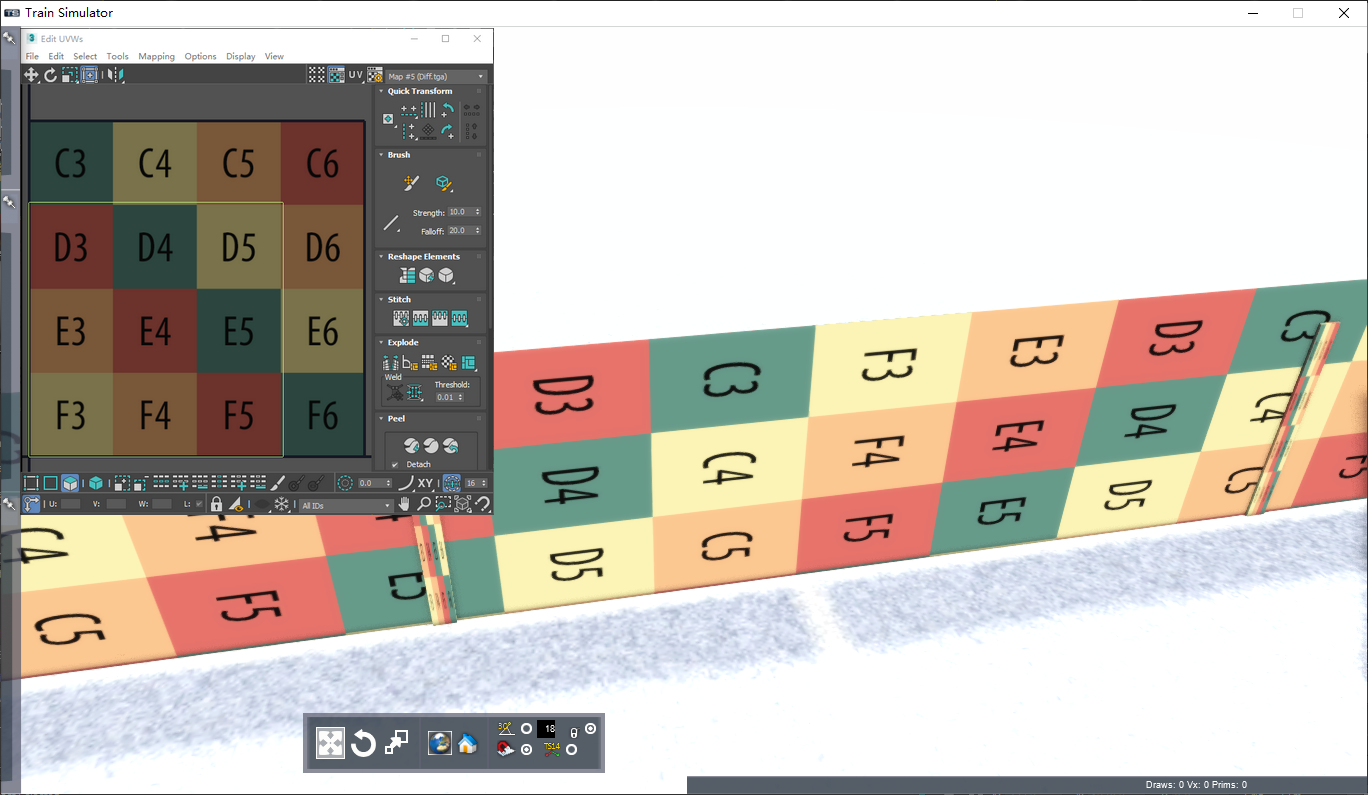 Train Simulator
Edit UVWs
File Edit Select Tools Mapping Options Display View
UV Map #5 (Diff.tga)
Quick Transform
Brush
Strength: 10.0
Falloff: 20.0
Reshape Elements
Stitch
Explode
Weld
Threshold:
0.01
Peel
Detach
C3 C4 C5 C6
D3 D4 D5 D6
E3 E4 E5 E6
F3 F4 F5 F6
0.0 XY 16
U: V: W: L: All IDs
D3 C3 F3 E3 D3 C3
D4 C4 F4 E4 D4 C4
C4 E4 D5 C5 F5 E5 D5 C5
C5 F5 E5
18
TS14
Draws: 0 Vx: 0 Prims: 0